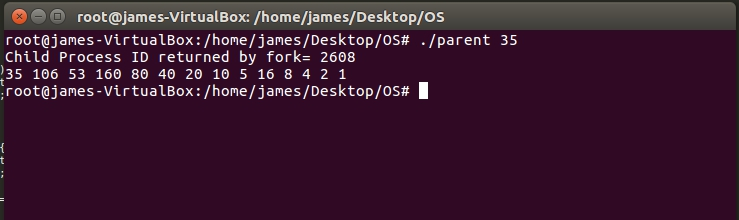 root@james-VirtualBox: /home/james/Desktop/OS
root@james-VirtualBox:/home/james/Desktop/OS# ./parent 35
Child Process ID returned by fork= 2608
35 106 53 160 80 40 20 10 5 16 8 4 2 1
root@james-VirtualBox:/home/james/Desktop/OS#
)
t
;
{
t
;
=